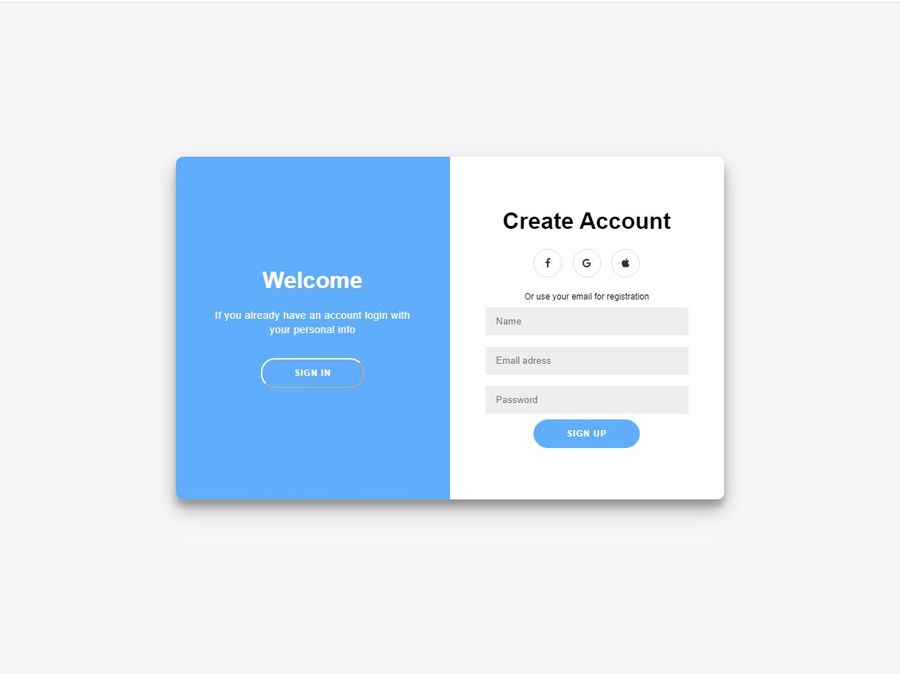 Welcome
If you already have an account login with
your personal info
SIGN IN
Create Account
Or use your email for registration
Name
Email adress
Password
SIGN UP